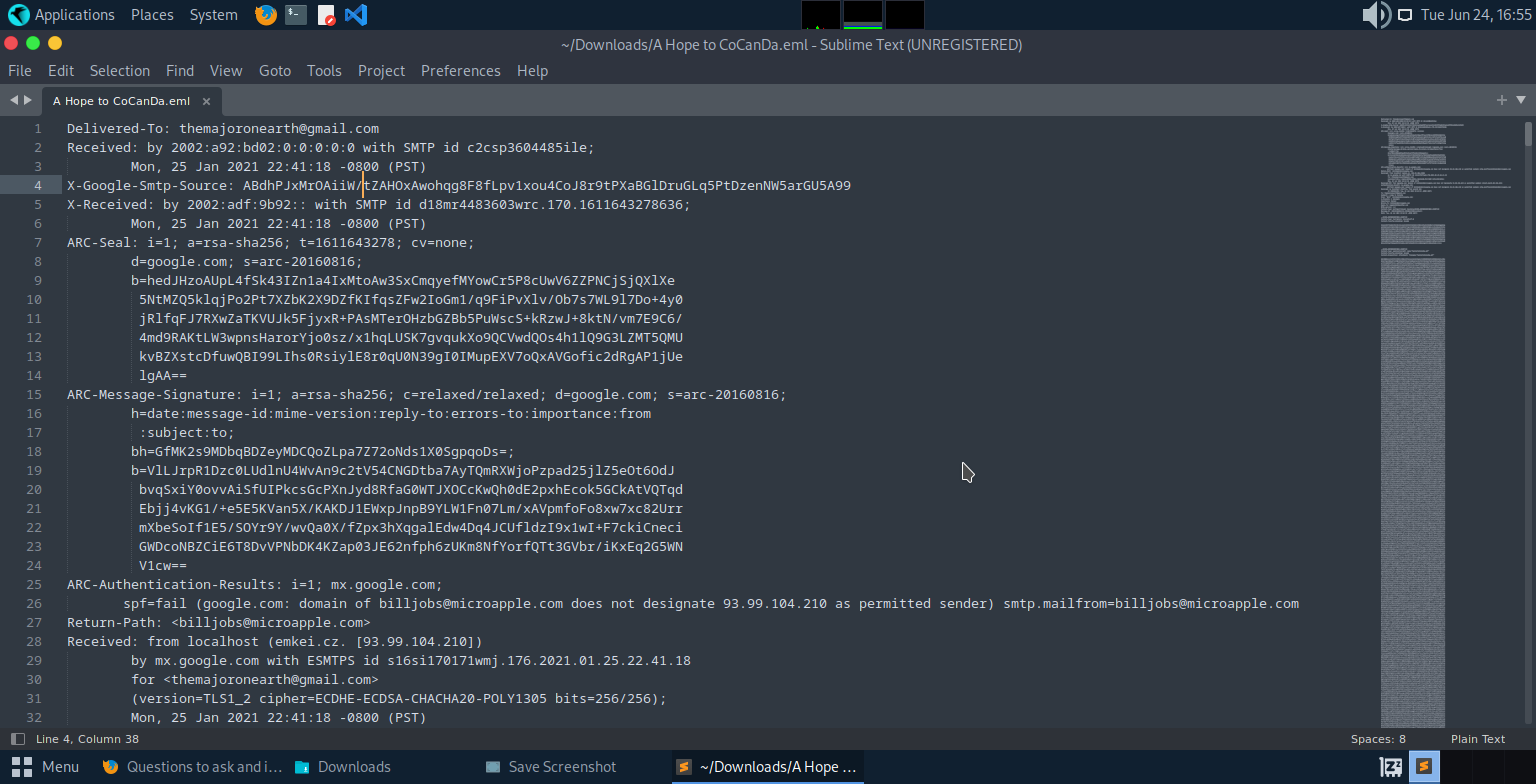 Applications Places System Tue Jun 24, 16:55
~/Downloads/A Hope to CoCanDa.eml - Sublime Text (UNREGISTERED)
File Edit Selection Find View Goto Tools Project Preferences Help
A Hope to CoCanDa.eml ×
1 Delivered-To: themajoronearth@gmail.com
2 Received: by 2002:a92:bd02:0:0:0:0:0 with SMTP id c2csp3604485ile;
3 Mon, 25 Jan 2021 22:41:18 -0800 (PST)
4 X-Google-Smtp-Source: ABdhPJxMrOAiiW/tZAHOxAwohqg8F8fLpv1xou4CoJ8r9tPXaBGlDruGLq5PtDzenNW5arGU5A99
5 X-Received: by 2002:adf:9b92:: with SMTP id d18mr4483603wrc.170.1611643278636;
6 Mon, 25 Jan 2021 22:41:18 -0800 (PST)
7 ARC-Seal: i=1; a=rsa-sha256; t=1611643278; cv=none;
8 d=google.com; s=arc-20160816;
9 b=hedJHzoAUpL4fSk43IZn1a4IxMtoAw3SxCmqyefMYowCr5P8cUwV6ZZPNCjSjQXlXe
10 5NtMZQ5klqjPo2Pt7XZbK2X9DZfKIfqsZFw2IoGm1/q9FiPvXlv/Ob7s7WL9l7Do+4y0
11 jRlfqFJ7RXwZaTKVUJk5FjyxR+PAsMTerOHzbGZBb5PuWscS+kRzwJ+8ktN/vm7E9C6/
12 4md9RAKtLW3wpnsHarorYjo0sz/x1hqLUSK7gvqukXo9QCVwdQOs4h1lQ9G3LZMT5QMU
13 kvBZXstcDfuwQBI99LIhs0RsiylE8r0qU0N39gI0IMupEXV7oQxAVGofic2dRgAP1jUe
14 lgAA==
15 ARC-Message-Signature: i=1; a=rsa-sha256; c=relaxed/relaxed; d=google.com; s=arc-20160816;
16 h=date:message-id:mime-version:reply-to:errors-to:importance:from
17 :subject:to;
18 bh=GfMK2s9MDbqBDZeyMDCQoZLpa7Z72oNds1X0SgpqoDs=;
19 b=VlLJrpR1Dzc0LUdlnU4WvAn9c2tV54CNGDtba7AyTQmRXWjoPzpad25jlZ5eOt6OdJ
20 bvqSxiY0ovvAiSfUIPkcsGcPXnJyd8RfaG0WTJXOCcKwQh0dE2pxhEcok5GCkAtVQTqd
21 Ebjj4vKG1/+e5E5KVan5X/KAKDJ1EWxpJnpB9YLW1Fn07Lm/xAVpmfoFo8xw7xc82Urr
22 mXbeSoIf1E5/SOYr9Y/wvQa0X/fZpx3hXqgalEdw4Dq4JCUfldzI9x1wI+F7ckiCneci
23 GWDcoNBZCiE6T8DvVPNbDK4KZap03JE62nfph6zUKm8NfYorfQTt3GVbr/iKxEq2G5WN
24 V1cw==
25 ARC-Authentication-Results: i=1; mx.google.com;
26 spf=fail (google.com: domain of billjobs@microapple.com does not designate 93.99.104.210 as permitted sender) smtp.mailfrom=billjobs@microapple.com
27 Return-Path: <billjobs@microapple.com>
28 Received: from localhost (emkei.cz. [93.99.104.210])
29 by mx.google.com with ESMTPS id s16si170171wmj.176.2021.01.25.22.41.18
30 for <themajoronearth@gmail.com>
31 (version=TLS1_2 cipher=ECDHE-ECDSA-CHACHA20-POLY1305 bits=256/256);
32 Mon, 25 Jan 2021 22:41:18 -0800 (PST)
Line 4, Column 38 Spaces: 8 Plain Text
Menu Questions to ask and i… Downloads Save Screenshot ~/Downloads/A Hope …